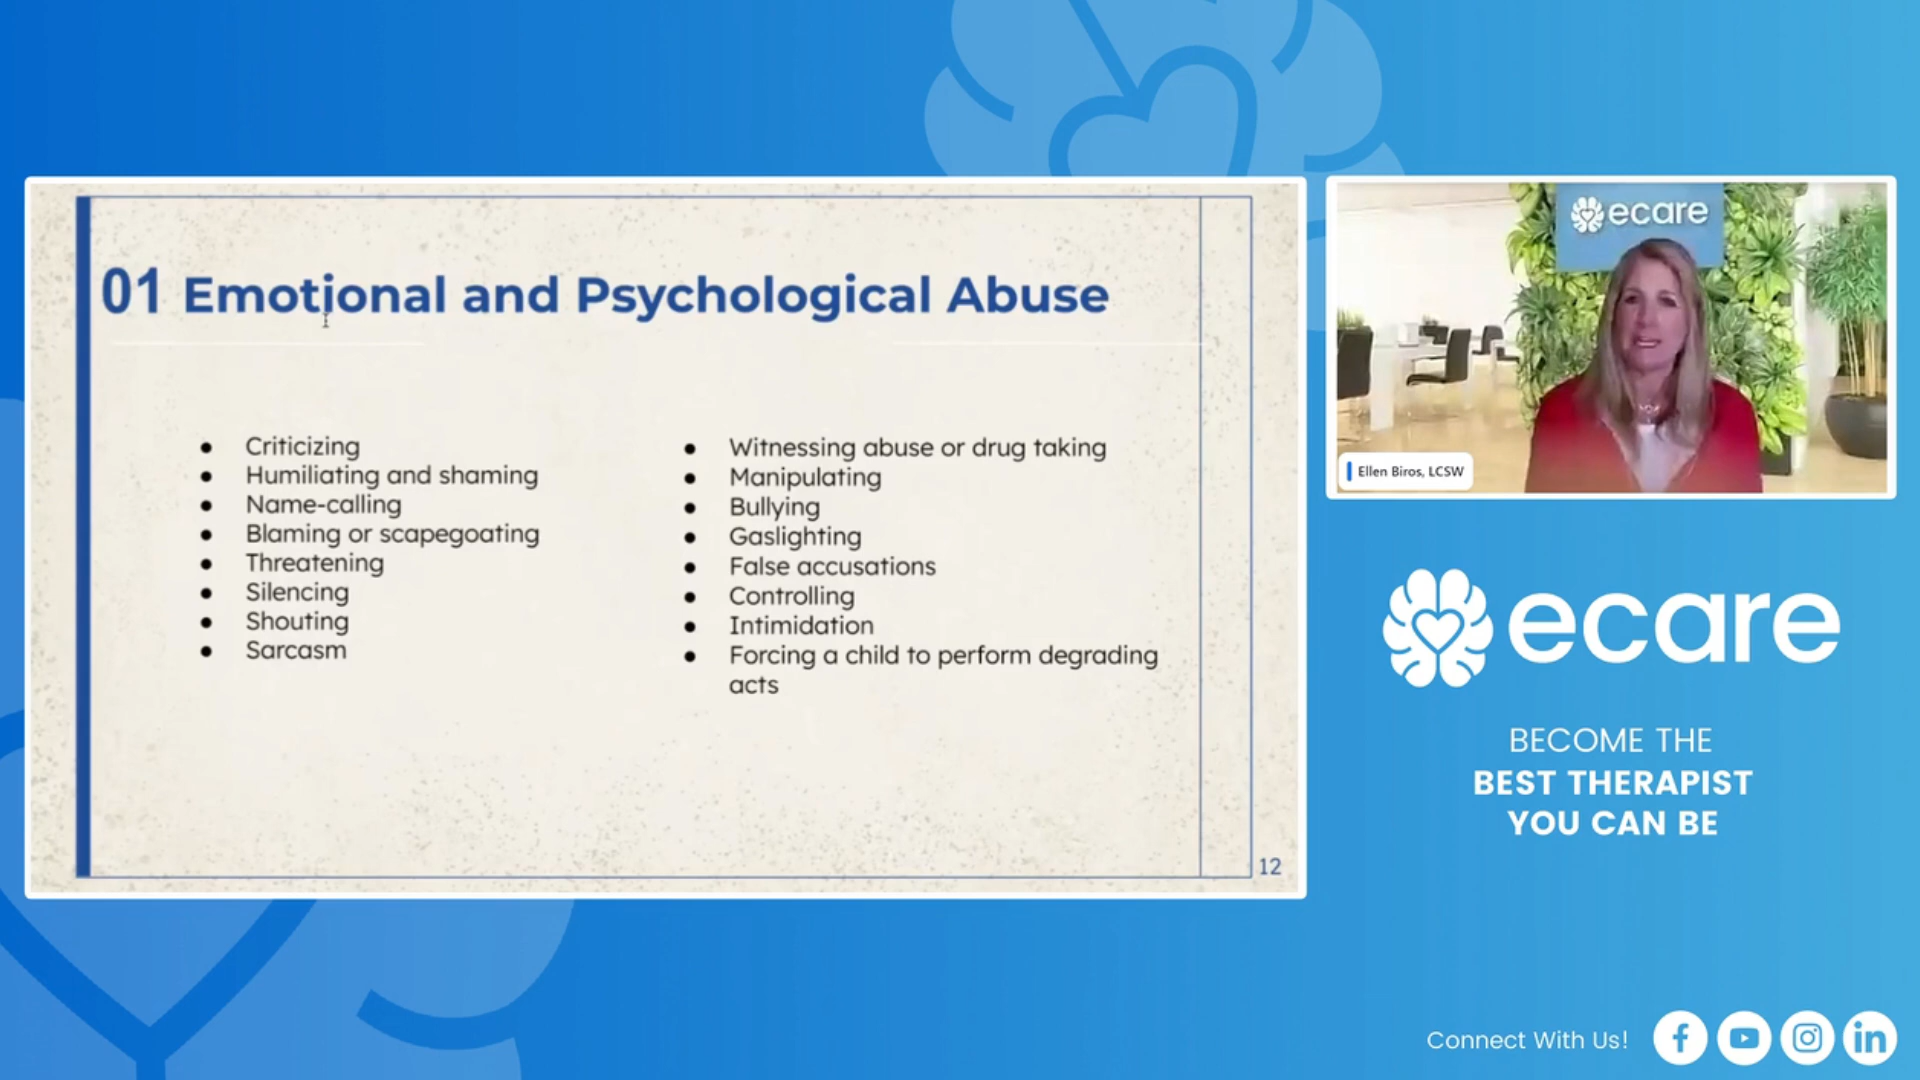 01 Emotional and Psychological Abuse
Criticizing
Humiliating and shaming
Name-calling
Blaming or scapegoating
Threatening
Silencing
Shouting
Sarcasm
Witnessing abuse or drug taking
Manipulating
Bullying
Gaslighting
False accusations
Controlling
Intimidation
Forcing a child to perform degrading
acts
12
ecare
Ellen Biros, LCSW
ecare
BECOME THE
BEST THERAPIST
YOU CAN BE
Connect With Us!